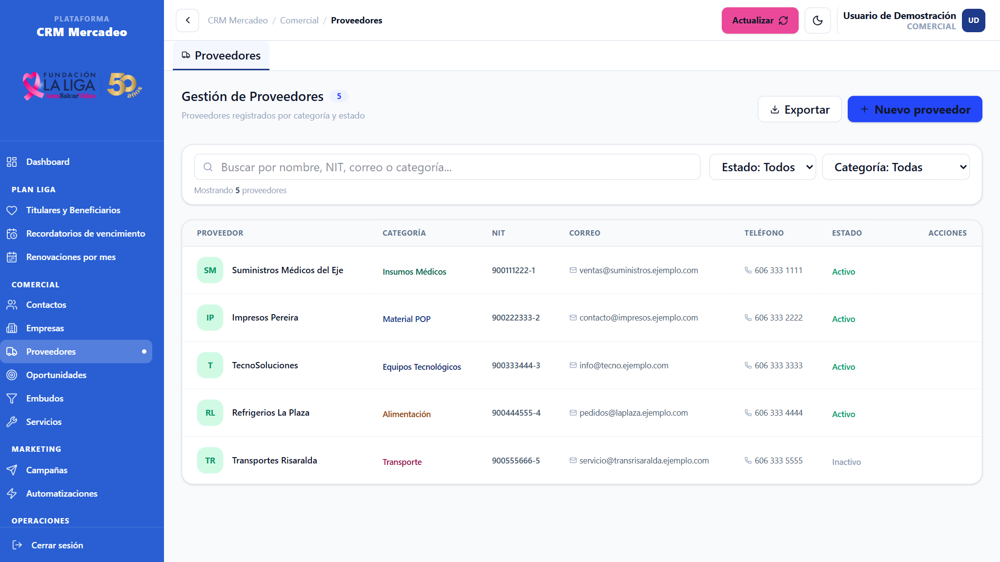 PLATAFORMA
CRM Mercadeo
FUNDACIÓN
LA LIGA
AmaSalvarVidas
50 años
Dashboard
PLAN LIGA
Titulares y Beneficiarios
Recordatorios de vencimiento
Renovaciones por mes
COMERCIAL
Contactos
Empresas
Proveedores
Oportunidades
Embudos
Servicios
MARKETING
Campañas
Automatizaciones
OPERACIONES
Cerrar sesión
CRM Mercadeo / Comercial / Proveedores
Actualizar
Usuario de Demostración
COMERCIAL
UD
Proveedores
Gestión de Proveedores 5
Proveedores registrados por categoría y estado
Exportar
+ Nuevo proveedor
Buscar por nombre, NIT, correo o categoría...
Estado: Todos
Categoría: Todas
Mostrando 5 proveedores
PROVEEDOR CATEGORÍA NIT CORREO TELÉFONO ESTADO ACCIONES
SM Suministros Médicos del Eje Insumos Médicos 900111222-1 ventas@suministros.ejemplo.com 606 333 1111 Activo
IP Impresos Pereira Material POP 900222333-2 contacto@impresos.ejemplo.com 606 333 2222 Activo
T TecnoSoluciones Equipos Tecnológicos 900333444-3 info@tecno.ejemplo.com 606 333 3333 Activo
RL Refrigerios La Plaza Alimentación 900444555-4 pedidos@laplaza.ejemplo.com 606 333 4444 Activo
TR Transportes Risaralda Transporte 900555666-5 servicio@transrisaralda.ejemplo.com 606 333 5555 Inactivo